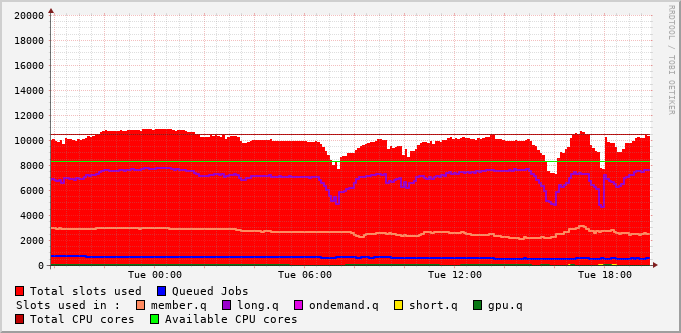 RRDTOOL / TOBI OETIKER
20000
18000
16000
14000
12000
10000
8000
6000
4000
2000
0
Tue 00:00 Tue 06:00 Tue 12:00 Tue 18:00
Total slots used Queued Jobs
Slots used in : member.q long.q ondemand.q short.q gpu.q
Total CPU cores Available CPU cores